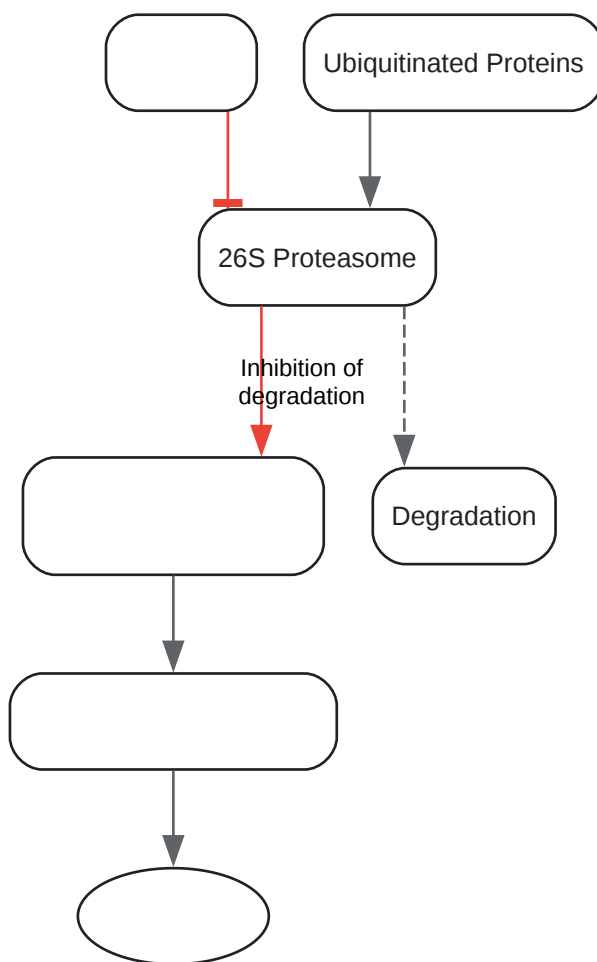 Ubiquitinated Proteins
26S Proteasome
Inhibition of
degradation
Degradation